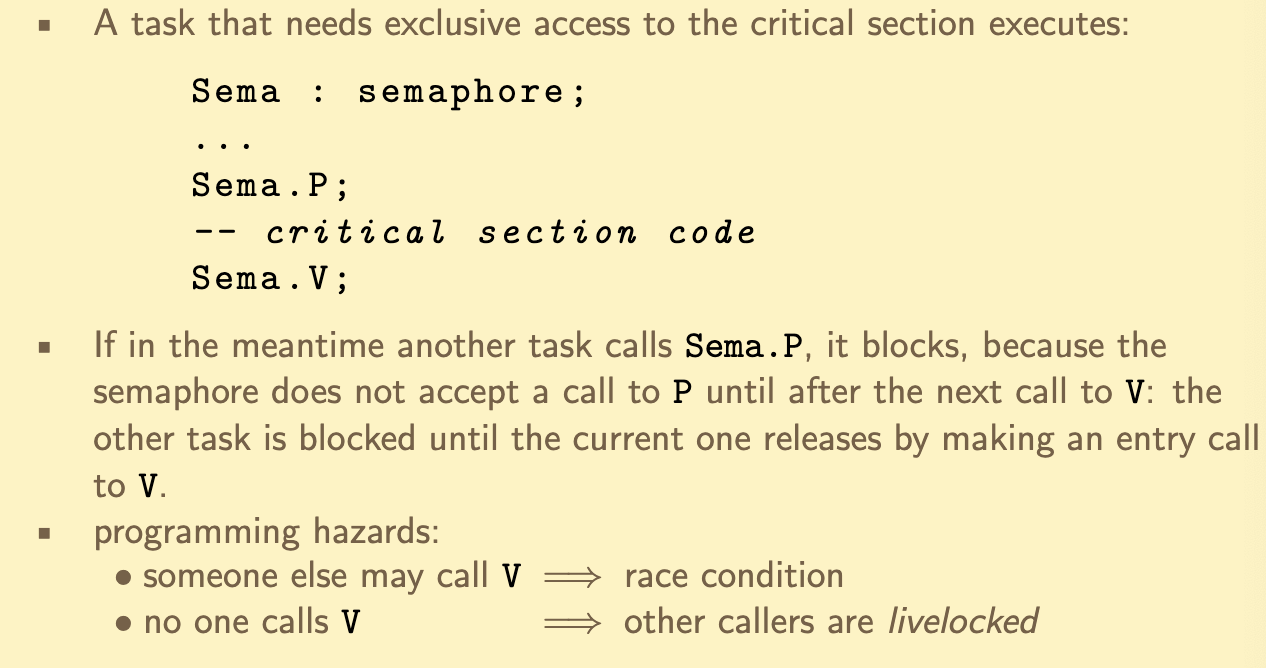 ▪ A task that needs exclusive access to the critical section executes:
Sema : semaphore;
...
Sema.P;
-- critical section code
Sema.V;
▪ If in the meantime another task calls Sema.P, it blocks, because the
semaphore does not accept a call to P until after the next call to V: the
other task is blocked until the current one releases by making an entry call
to V.
▪ programming hazards:
● someone else may call V ⟹ race condition
● no one calls V ⟹ other callers are livelocked